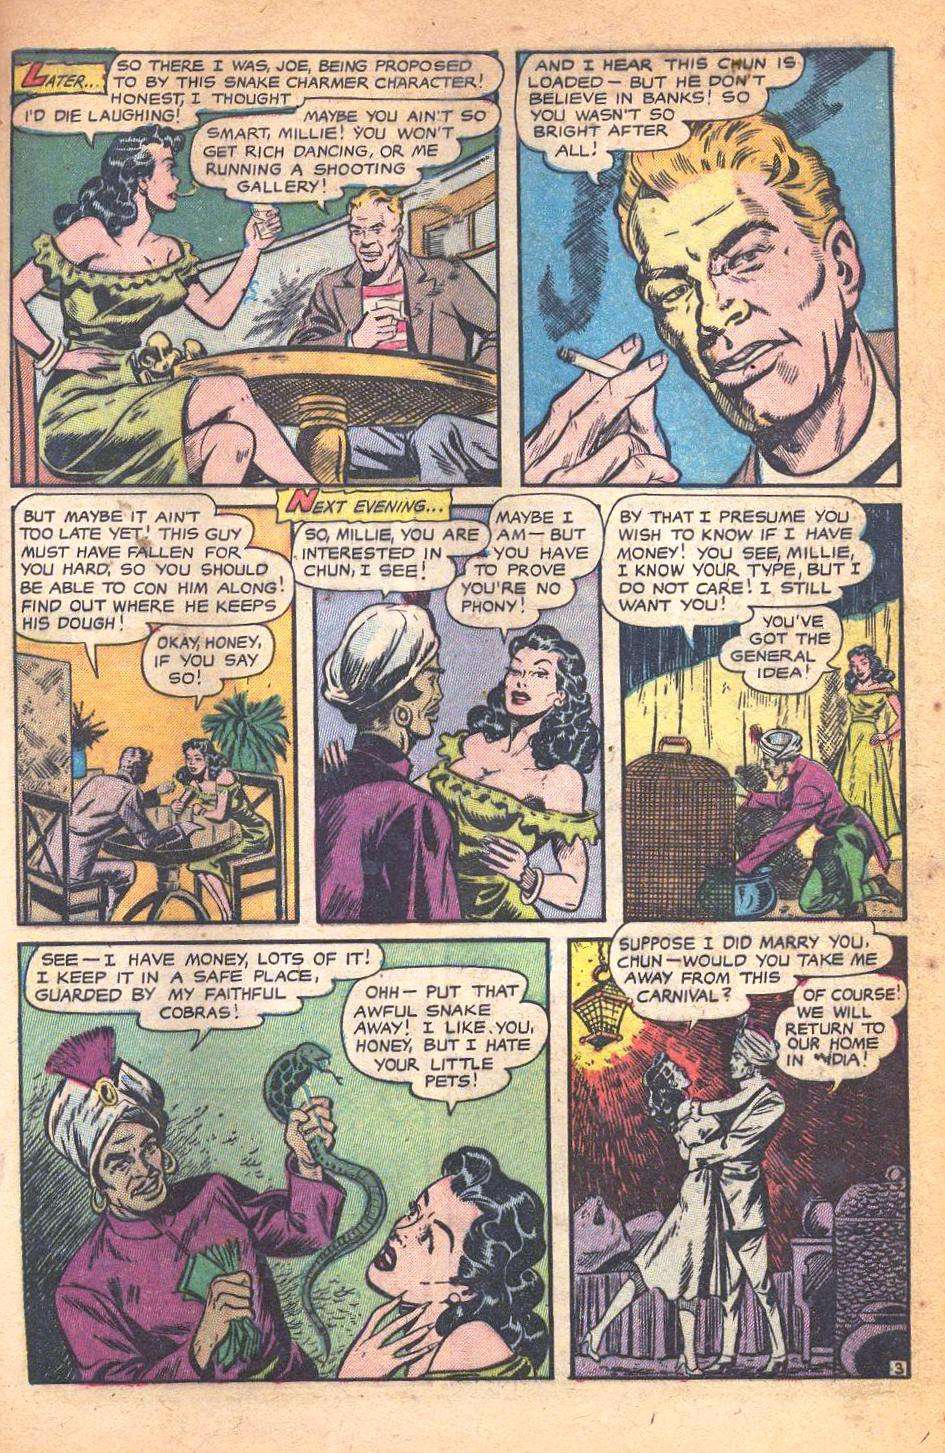 LATER...
SO THERE I WAS, JOE, BEING PROPOSED
TO BY THIS SNAKE CHARMER CHARACTER!
HONEST, I THOUGHT
I'D DIE LAUGHING!
MAYBE YOU AIN'T SO
SMART, MILLIE! YOU WON'T
GET RICH DANCING, OR ME
RUNNING A SHOOTING
GALLERY!
AND I HEAR THIS CHUN IS
LOADED — BUT HE DON'T
BELIEVE IN BANKS! SO
YOU WASN'T SO
BRIGHT AFTER
ALL!
BUT MAYBE IT AIN'T
TOO LATE YET! THIS GUY
MUST HAVE FALLEN FOR
YOU HARD, SO YOU SHOULD
BE ABLE TO CON HIM ALONG!
FIND OUT WHERE HE KEEPS
HIS DOUGH!
OKAY, HONEY,
IF YOU SAY
SO!
NEXT EVENING...
SO, MILLIE, YOU ARE
INTERESTED IN
CHUN, I SEE!
MAYBE I
AM — BUT
YOU HAVE
TO PROVE
YOU'RE NO
PHONY!
BY THAT I PRESUME YOU
WISH TO KNOW IF I HAVE
MONEY! YOU SEE, MILLIE,
I KNOW YOUR TYPE, BUT I
DO NOT CARE! I STILL
WANT YOU!
YOU'VE
GOT THE
GENERAL
IDEA!
SEE — I HAVE MONEY, LOTS OF IT!
I KEEP IT IN A SAFE PLACE,
GUARDED BY MY FAITHFUL
COBRAS!
OHH — PUT THAT
AWFUL SNAKE
AWAY! I LIKE YOU,
HONEY, BUT I HATE
YOUR LITTLE
PETS!
SUPPOSE I DID MARRY YOU,
CHUN — WOULD YOU TAKE ME
AWAY FROM THIS
CARNIVAL?
OF COURSE!
WE WILL
RETURN TO
OUR HOME
IN INDIA!
3